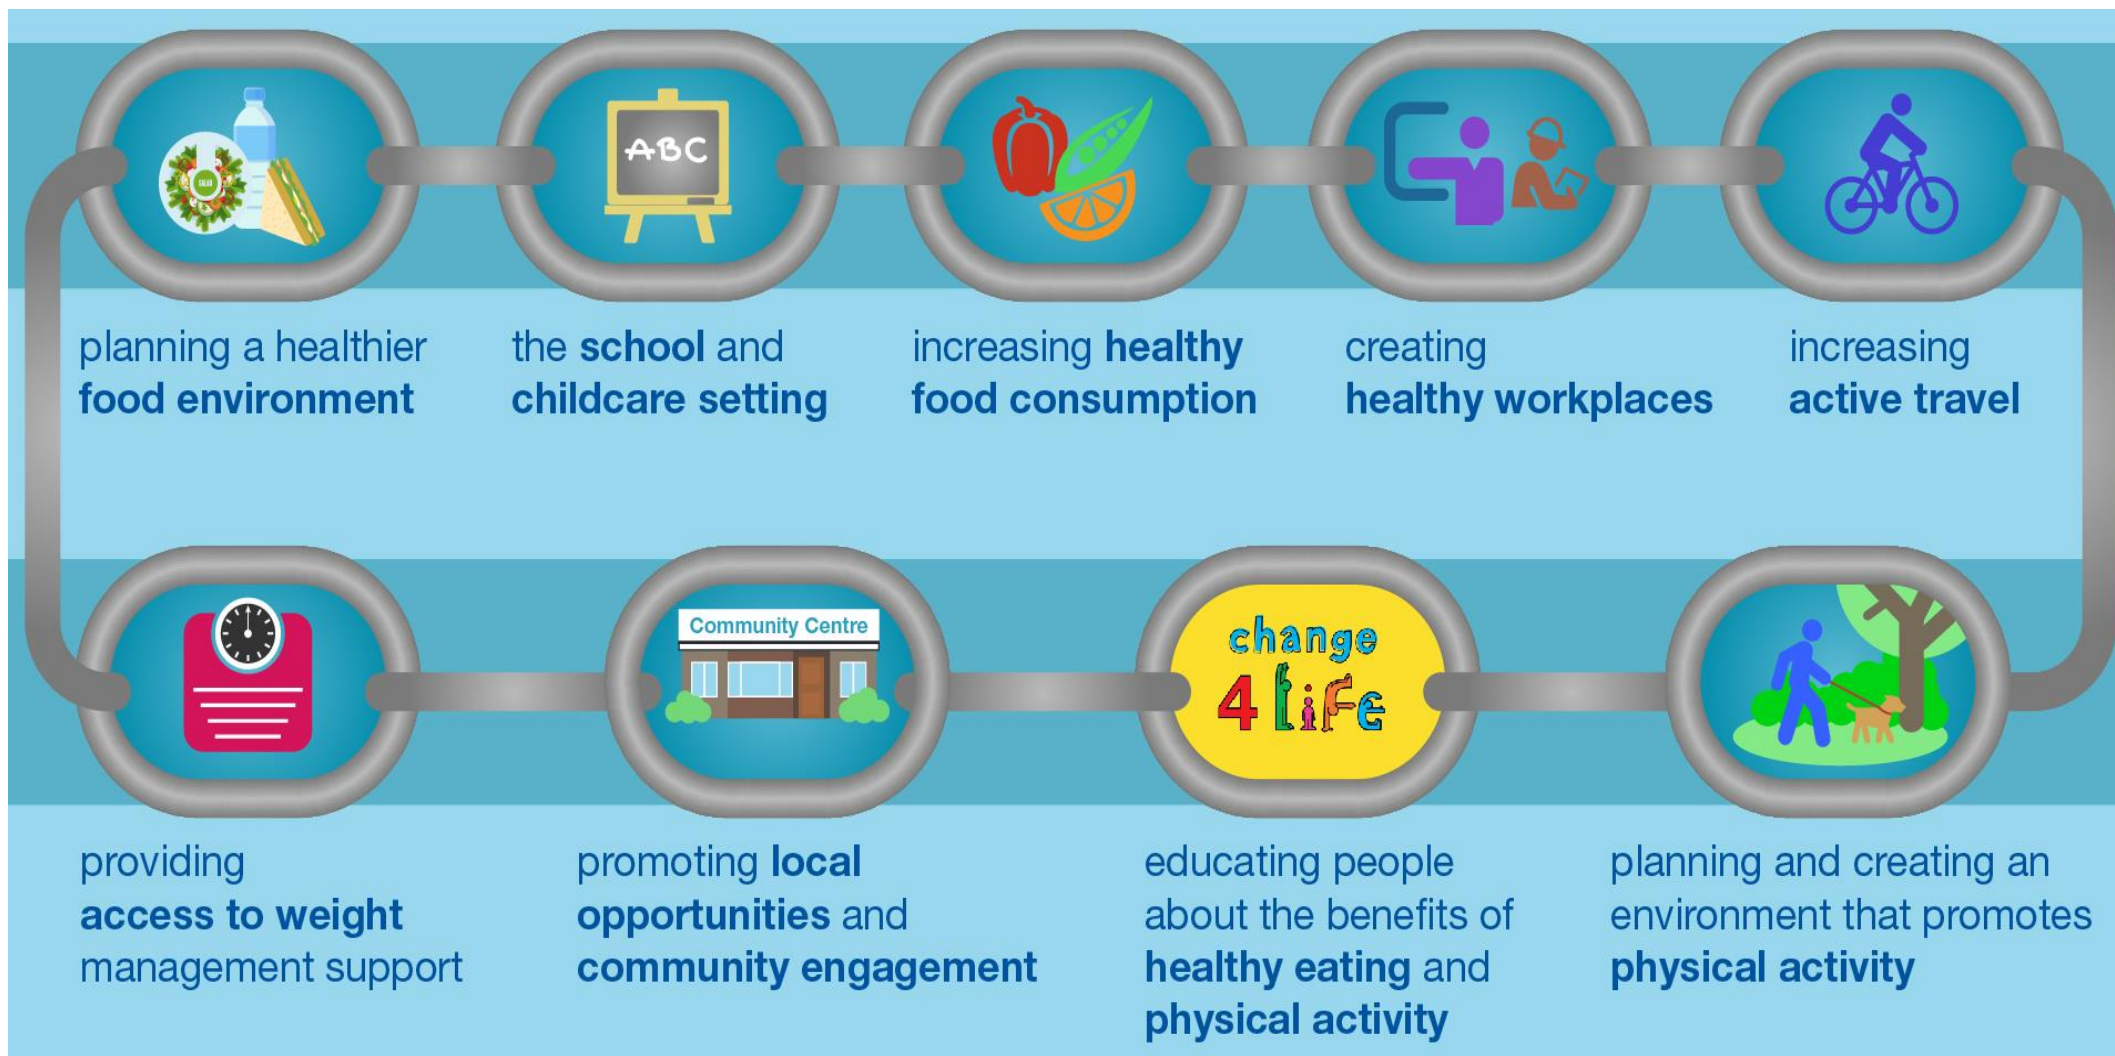 SALAD
ABC
planning a healthier
food environment
the school and
childcare setting
increasing healthy
food consumption
creating
healthy workplaces
increasing
active travel
Community Centre
change
4 LiFe
providing
access to weight
management support
promoting local
opportunities and
community engagement
educating people
about the benefits of
healthy eating and
physical activity
planning and creating an
environment that promotes
physical activity